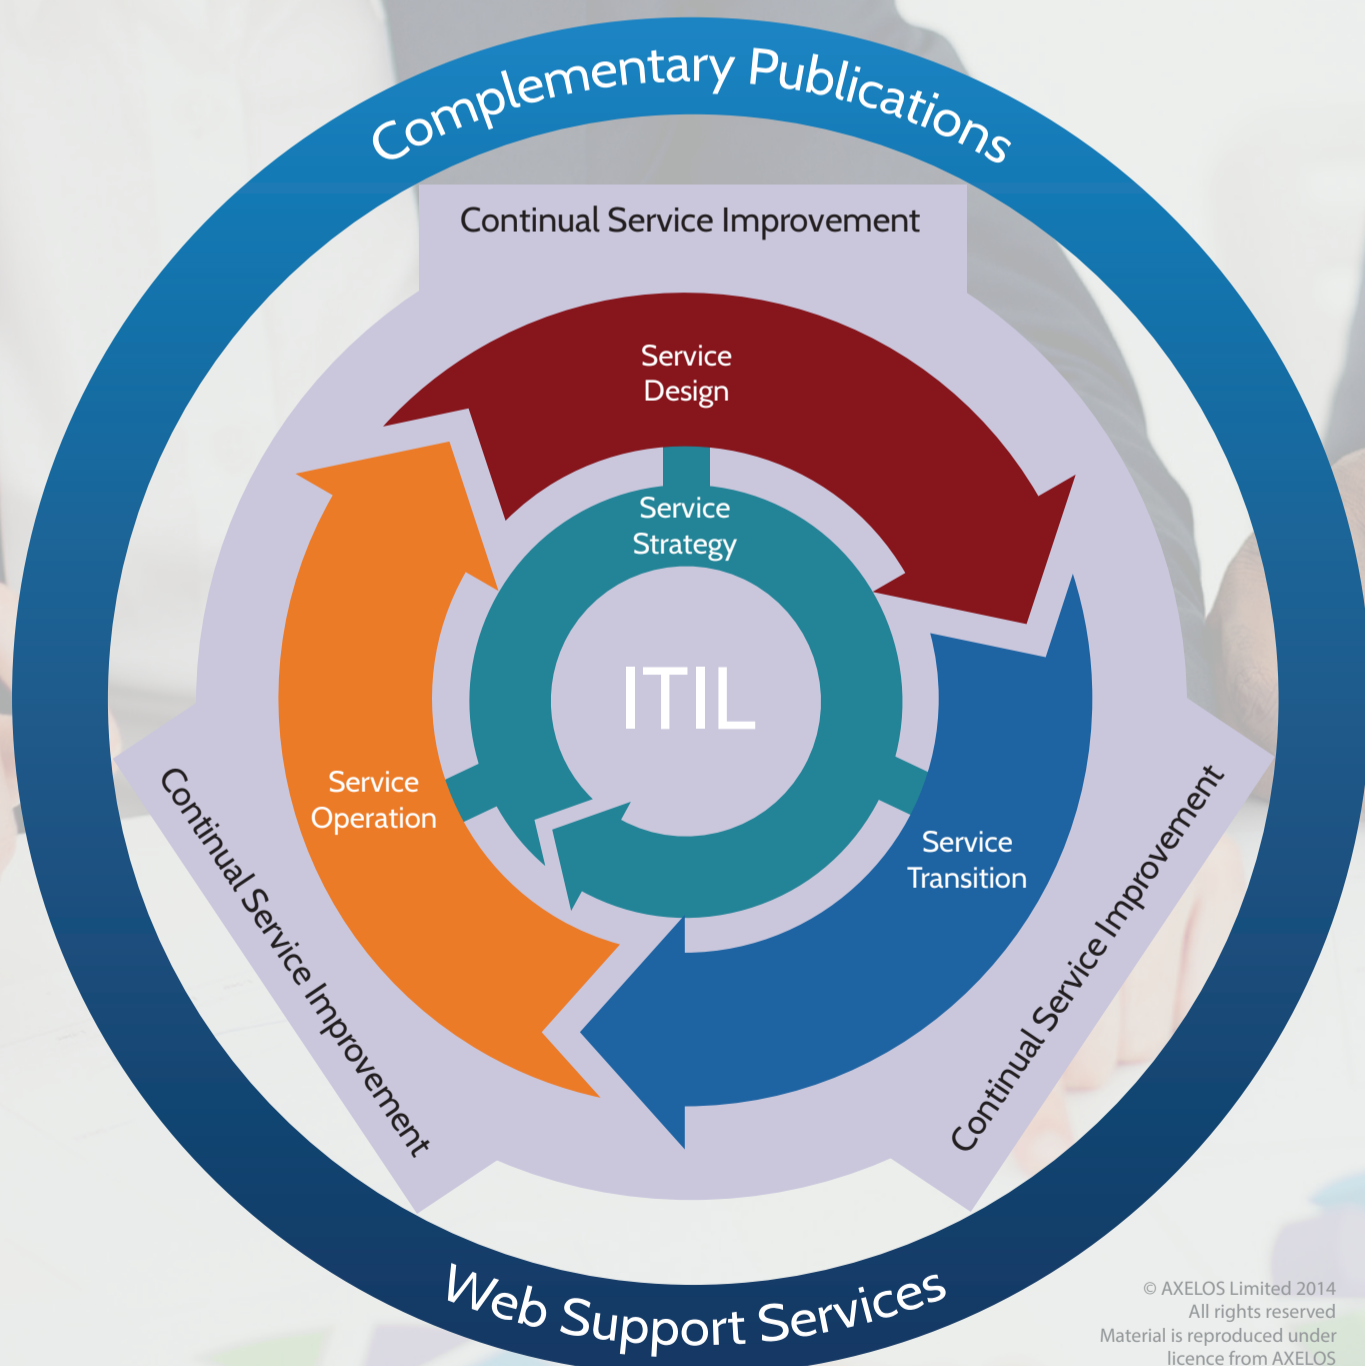 Complementary Publications
Continual Service Improvement
Service
Design
Service
Strategy
ITIL
Service
Operation
Service
Transition
Continual Service Improvement
Continual Service Improvement
Web Support Services
© AXELOS Limited 2014
All rights reserved
Material is reproduced under
licence from AXELOS